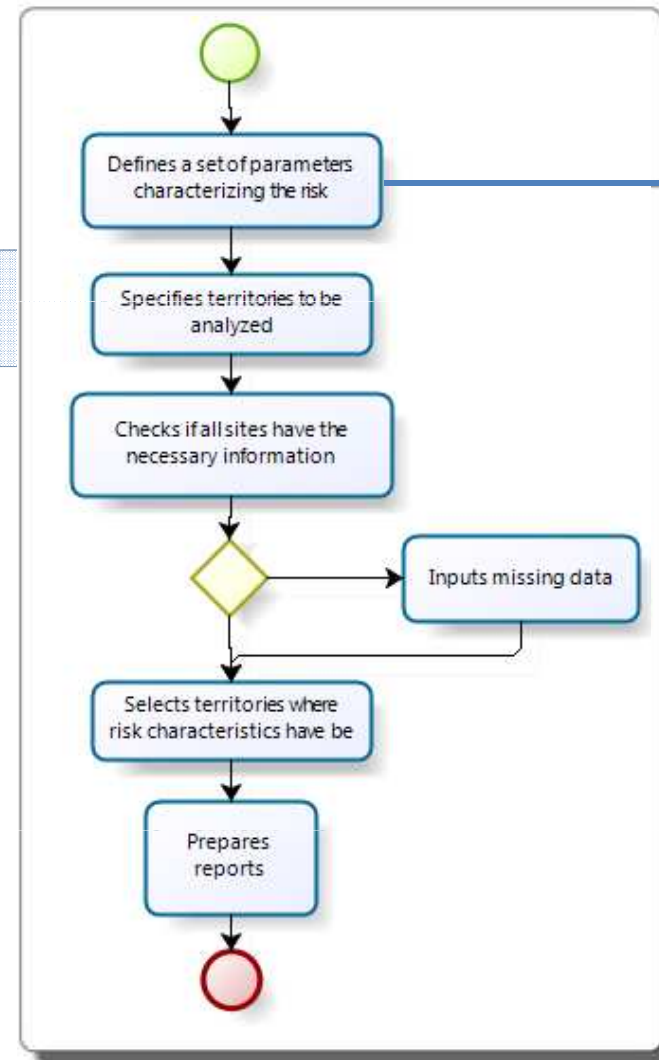 Defines a set of parameters
characterizing the risk
Specifies territories to be
analyzed
Checks if all sites have the
necessary information
Inputs missing data
Selects territories where
risk characteristics have be
Prepares
reports